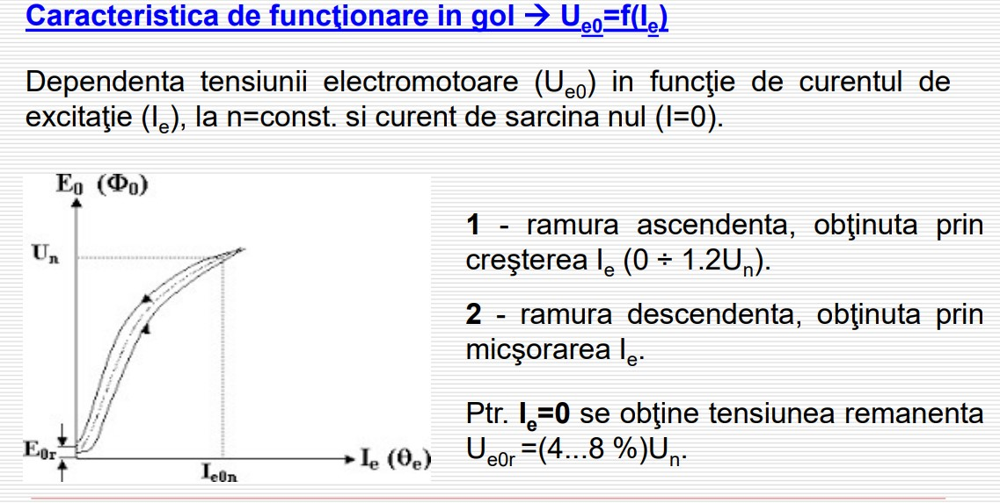 Caracteristica de funcţionare in gol → Ue0=f(Ie)
Dependenta tensiunii electromotoare (Ue0) in funcţie de curentul de
excitaţie (Ie), la n=const. si curent de sarcina nul (I=0).
E0 (Φ0)
Un
E0r
Ie0n
Ie (θe)
1 - ramura ascendenta, obţinuta prin
creşterea Ie (0 ÷ 1.2Un).
2 - ramura descendenta, obţinuta prin
micşorarea Ie.
Ptr. Ie=0 se obţine tensiunea remanenta
Ue0r =(4...8 %)Un.